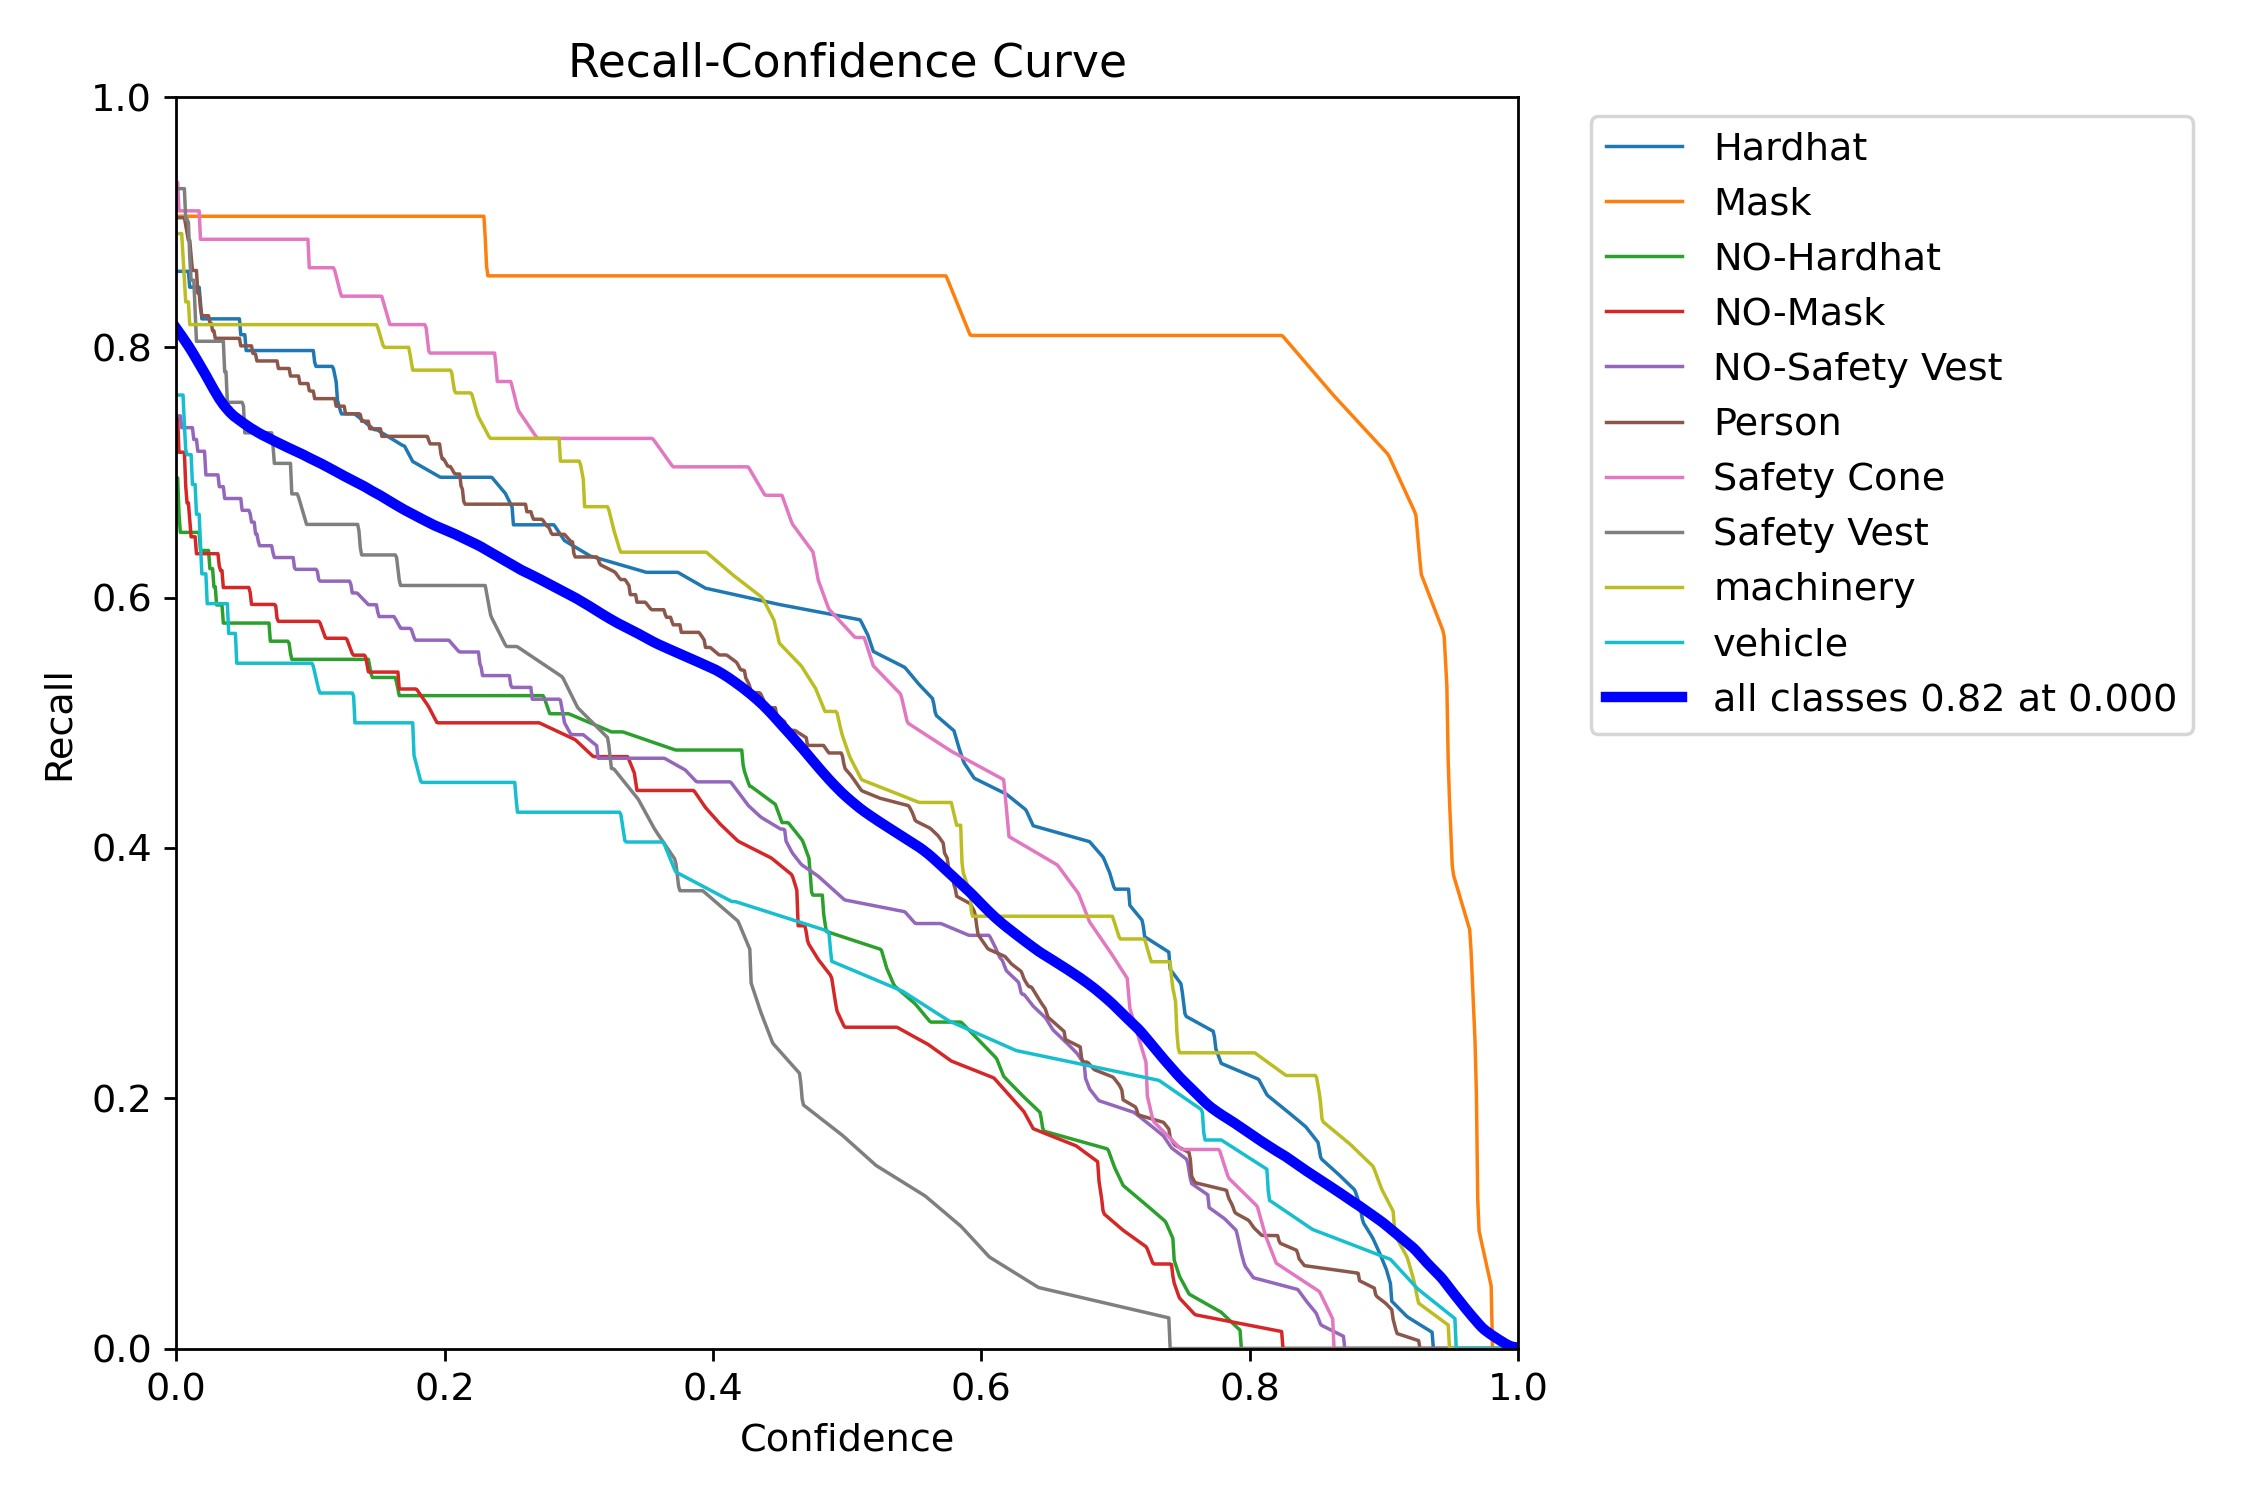 Recall-Confidence Curve
1.0
0.8
0.6
0.4
0.2
0.0
Recall
0.0 0.2 0.4 0.6 0.8 1.0
Confidence
Hardhat
Mask
NO-Hardhat
NO-Mask
NO-Safety Vest
Person
Safety Cone
Safety Vest
machinery
vehicle
all classes 0.82 at 0.000